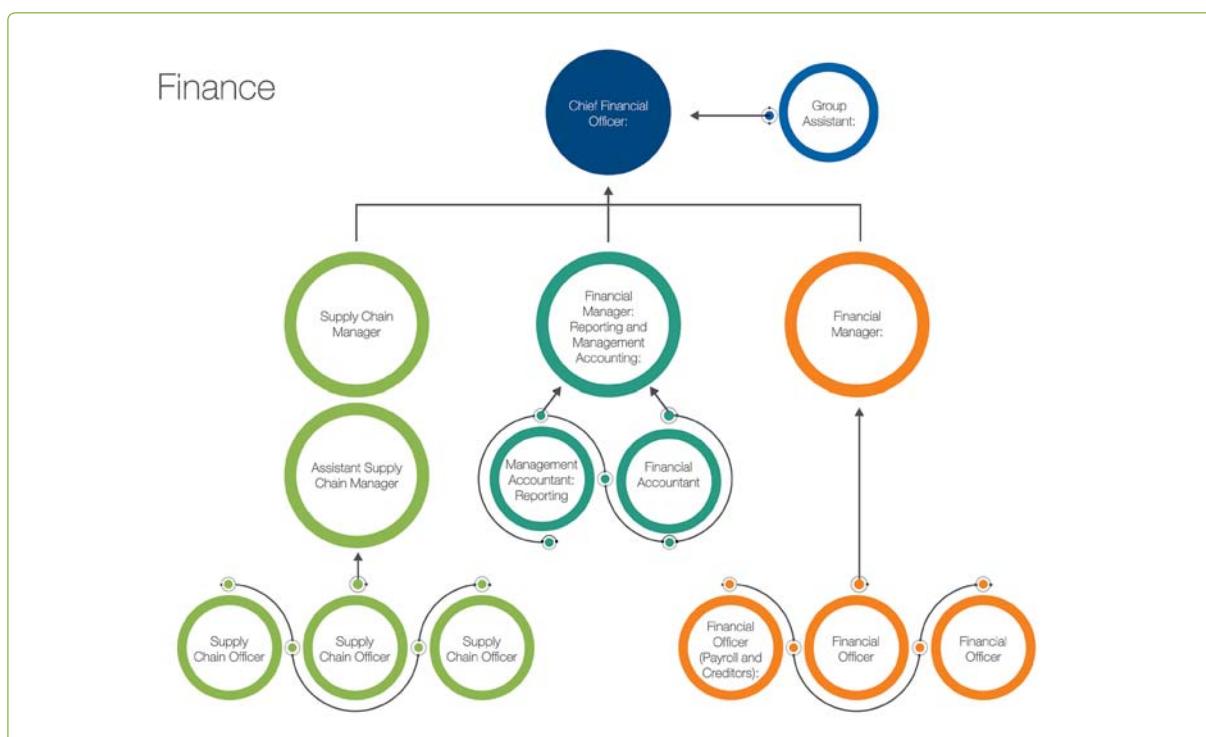 Finance
Chief Financial
Officer:
Group
Assistant:
Supply Chain
Manager
Financial
Manager:
Reporting and
Management
Accounting:
Financial
Manager:
Assistant Supply
Chain Manager
Management
Accountant:
Reporting
Financial
Accountant
Supply
Chain Officer
Supply
Chain Officer
Supply
Chain Officer
Financial
Officer
(Payroll and
Creditors):
Financial
Officer
Financial
Officer